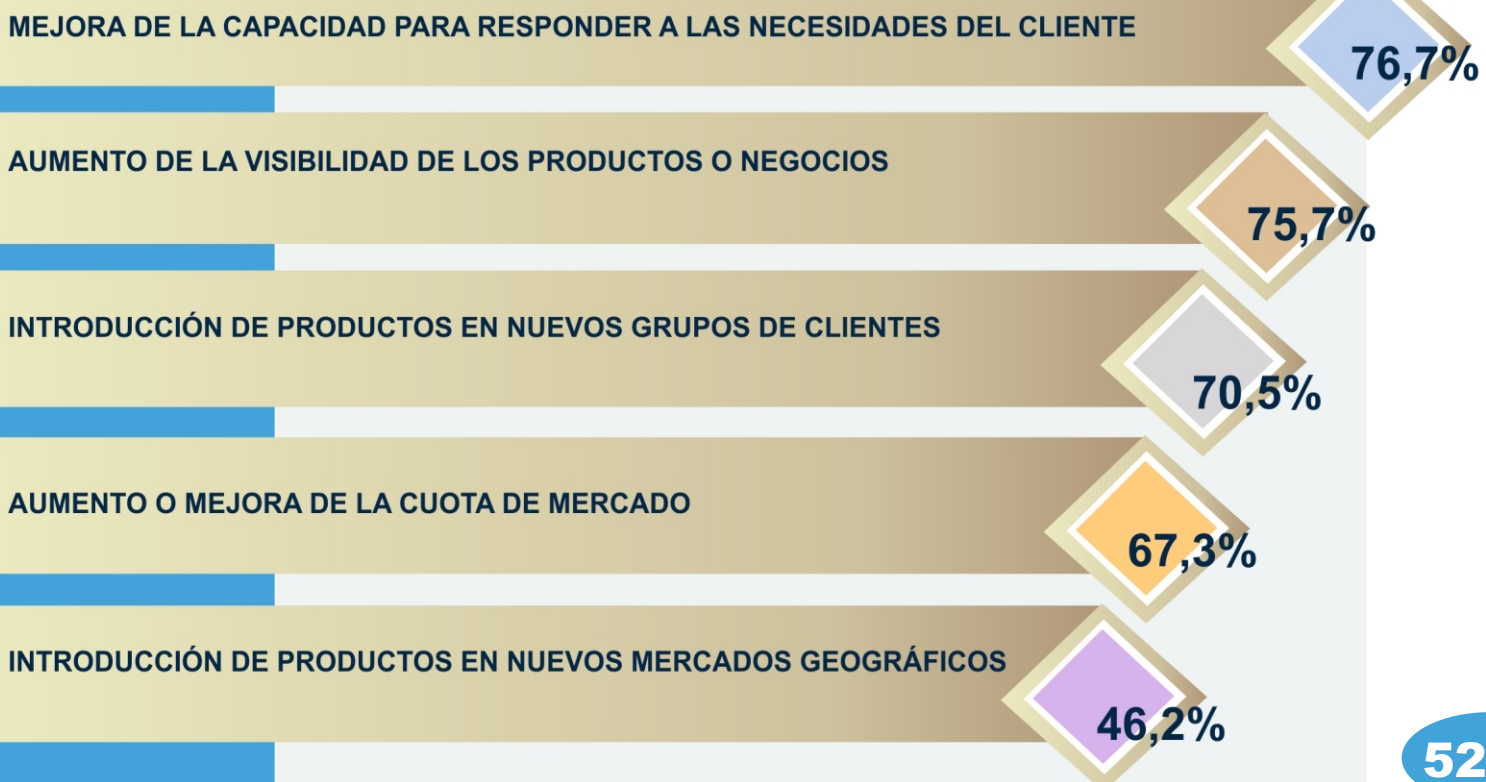 MEJORA DE LA CAPACIDAD PARA RESPONDER A LAS NECESIDADES DEL CLIENTE
76,7%
AUMENTO DE LA VISIBILIDAD DE LOS PRODUCTOS O NEGOCIOS
75,7%
INTRODUCCIÓN DE PRODUCTOS EN NUEVOS GRUPOS DE CLIENTES
70,5%
AUMENTO O MEJORA DE LA CUOTA DE MERCADO
67,3%
INTRODUCCIÓN DE PRODUCTOS EN NUEVOS MERCADOS GEOGRÁFICOS
46,2%
52